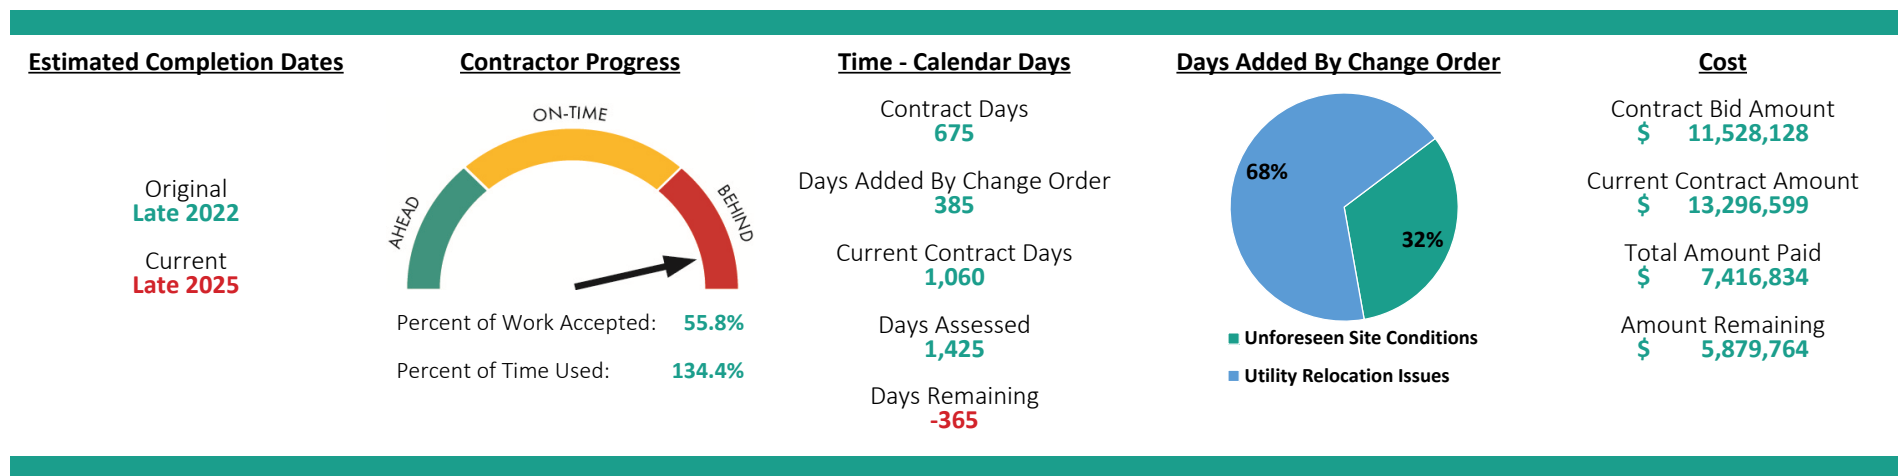 Estimated Completion Dates
Original
Late 2022
Current
Late 2025
Contractor Progress
AHEAD
ON-TIME
BEHIND
Percent of Work Accepted: 55.8%
Percent of Time Used: 134.4%
Time - Calendar Days
Contract Days
675
Days Added By Change Order
385
Current Contract Days
1,060
Days Assessed
1,425
Days Remaining
-365
Days Added By Change Order
68%
32%
Unforeseen Site Conditions
Utility Relocation Issues
Cost
Contract Bid Amount
$ 11,528,128
Current Contract Amount
$ 13,296,599
Total Amount Paid
$ 7,416,834
Amount Remaining
$ 5,879,764